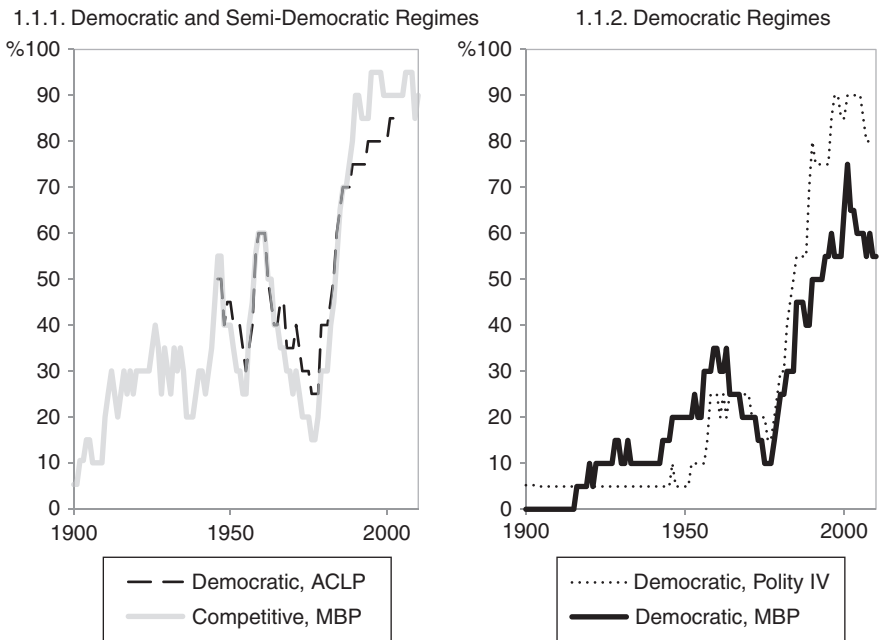 1.1.1. Democratic and Semi-Democratic Regimes
%100
90
80
70
60
50
40
30
20
10
0
1900 1950 2000
Democratic, ACLP
Competitive, MBP
1.1.2. Democratic Regimes
%100
90
80
70
60
50
40
30
20
10
0
1900 1950 2000
Democratic, Polity IV
Democratic, MBP